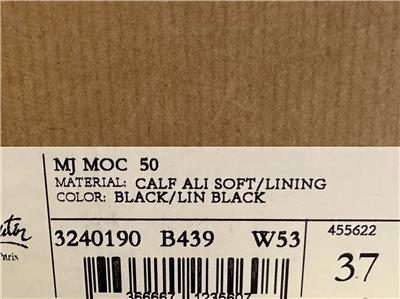 MJ MOC 50
MATERIAL: CALF ALI SOFT/LINING
COLOR: BLACK/LIN BLACK
3240190 B439 W53
455622
37